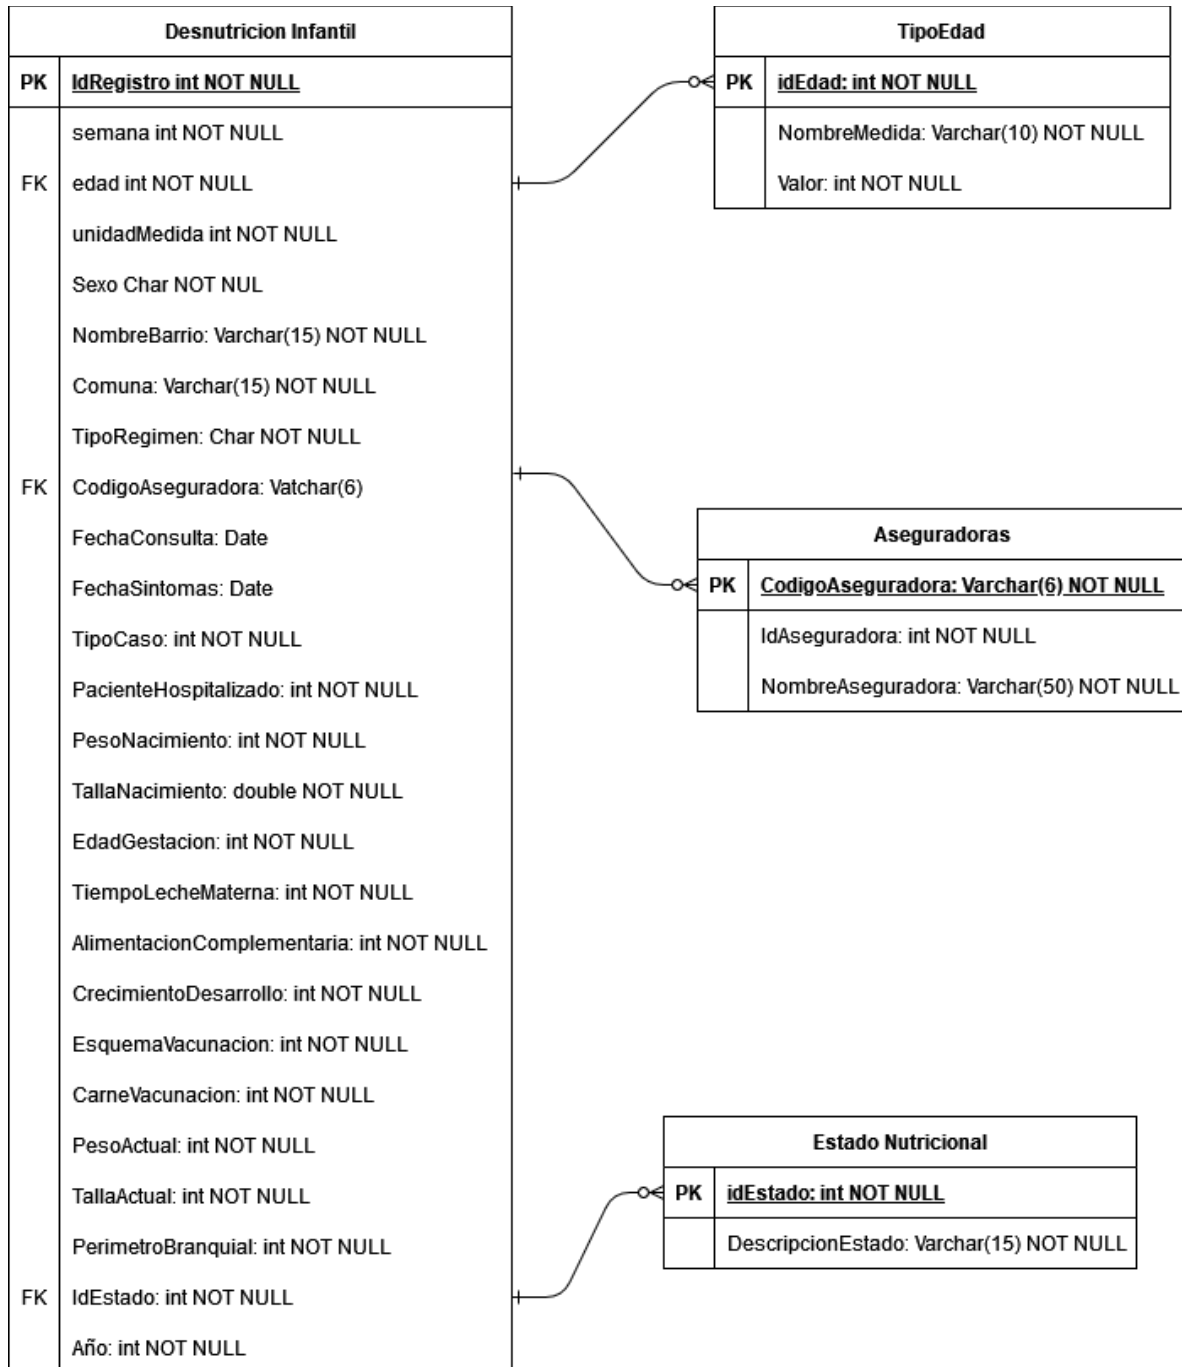 Desnutricion Infantil
PK IdRegistro int NOT NULL
semana int NOT NULL
FK edad int NOT NULL
unidadMedida int NOT NULL
Sexo Char NOT NUL
NombreBarrio: Varchar(15) NOT NULL
Comuna: Varchar(15) NOT NULL
TipoRegimen: Char NOT NULL
FK CodigoAseguradora: Vatchar(6)
FechaConsulta: Date
FechaSintomas: Date
TipoCaso: int NOT NULL
PacienteHospitalizado: int NOT NULL
PesoNacimiento: int NOT NULL
TallaNacimiento: double NOT NULL
EdadGestacion: int NOT NULL
TiempoLecheMaterna: int NOT NULL
AlimentacionComplementaria: int NOT NULL
CrecimientoDesarrollo: int NOT NULL
EsquemaVacunacion: int NOT NULL
CarneVacunacion: int NOT NULL
PesoActual: int NOT NULL
TallaActual: int NOT NULL
PerimetroBranquial: int NOT NULL
FK IdEstado: int NOT NULL
Año: int NOT NULL
TipoEdad
PK idEdad: int NOT NULL
NombreMedida: Varchar(10) NOT NULL
Valor: int NOT NULL
Aseguradoras
PK CodigoAseguradora: Varchar(6) NOT NULL
IdAseguradora: int NOT NULL
NombreAseguradora: Varchar(50) NOT NULL
Estado Nutricional
PK idEstado: int NOT NULL
DescripcionEstado: Varchar(15) NOT NULL